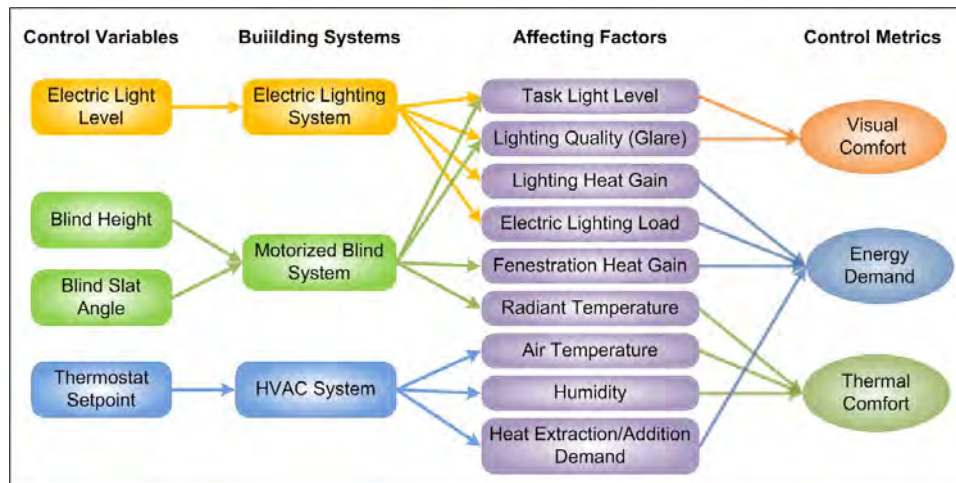 Control Variables
Buiilding Systems
Affecting Factors
Control Metrics
Electric Light
Level
Blind Height
Blind Slat
Angle
Thermostat
Setpoint
Electric Lighting
System
Motorized Blind
System
HVAC System
Task Light Level
Lighting Quality (Glare)
Lighting Heat Gain
Electric Lighting Load
Fenestration Heat Gain
Radiant Temperature
Air Temperature
Humidity
Heat Extraction/Addition
Demand
Visual
Comfort
Energy
Demand
Thermal
Comfort